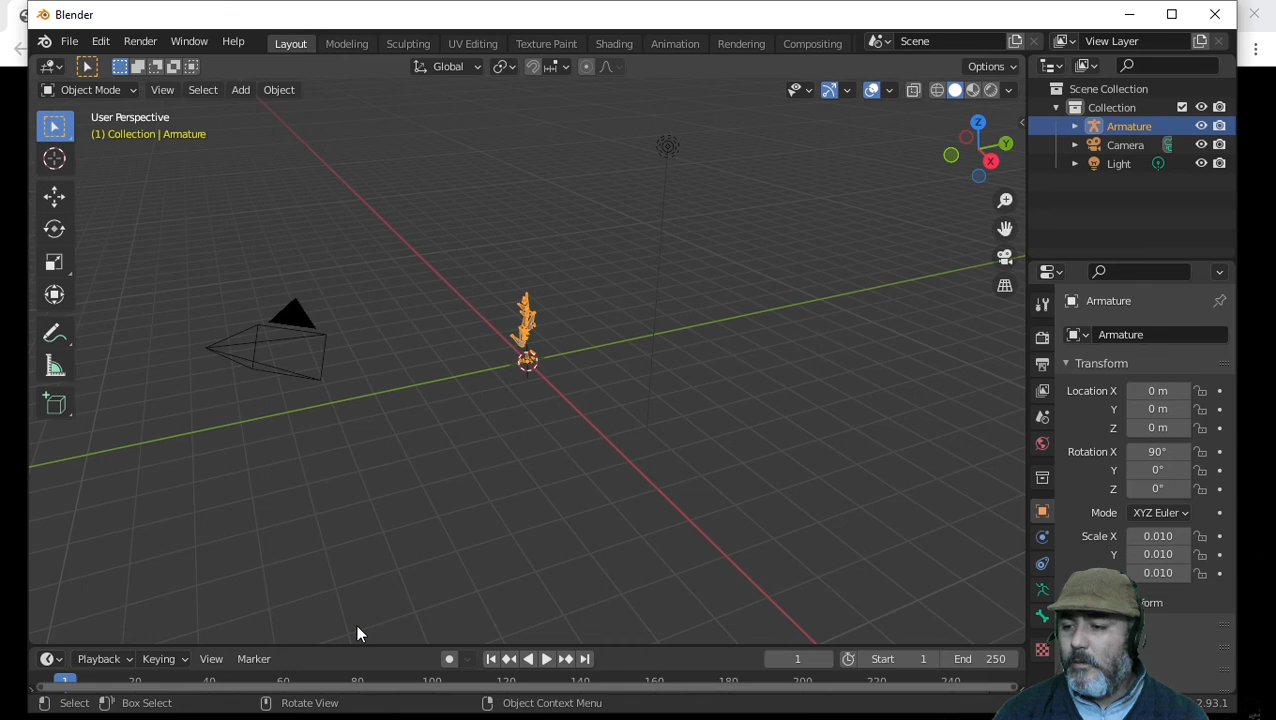 Blender
File Edit Render Window Help Layout Modeling Sculpting UV Editing Texture Paint Shading Animation Rendering Compositing Scene View Layer
Global Options
Object Mode View Select Add Object
User Perspective
(1) Collection | Armature
Z
Y
X
Scene Collection
Collection
Armature
Camera
Light
Armature
Armature
Transform
Location X 0 m
Y 0 m
Z 0 m
Rotation X 90°
Y 0°
Z 0°
Mode XYZ Euler
Scale X 0.010
Y 0.010
0.010
Playback Keying View Marker 1 Start 1 End 250
1 20 40 60 80 100 120 140 160 180 200 220 240
Select Box Select Rotate View Object Context Menu 2.93.1